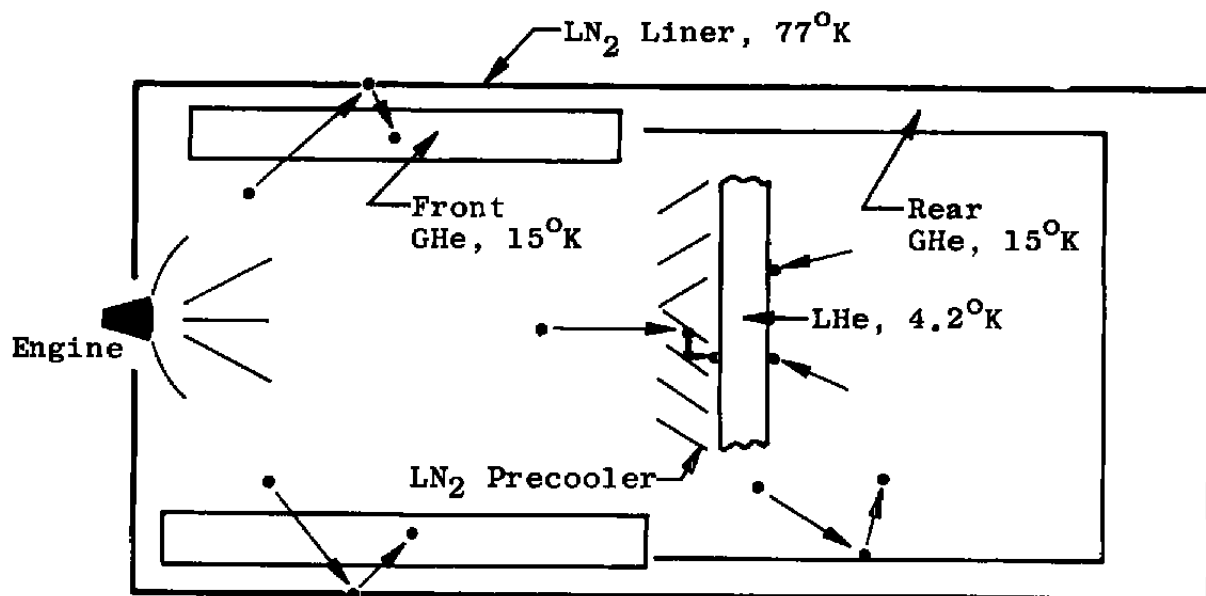 LN₂ Liner, 77°K
Front
GHe, 15°K
Rear
GHe, 15°K
LHe, 4.2°K
Engine
LN₂ Precooler